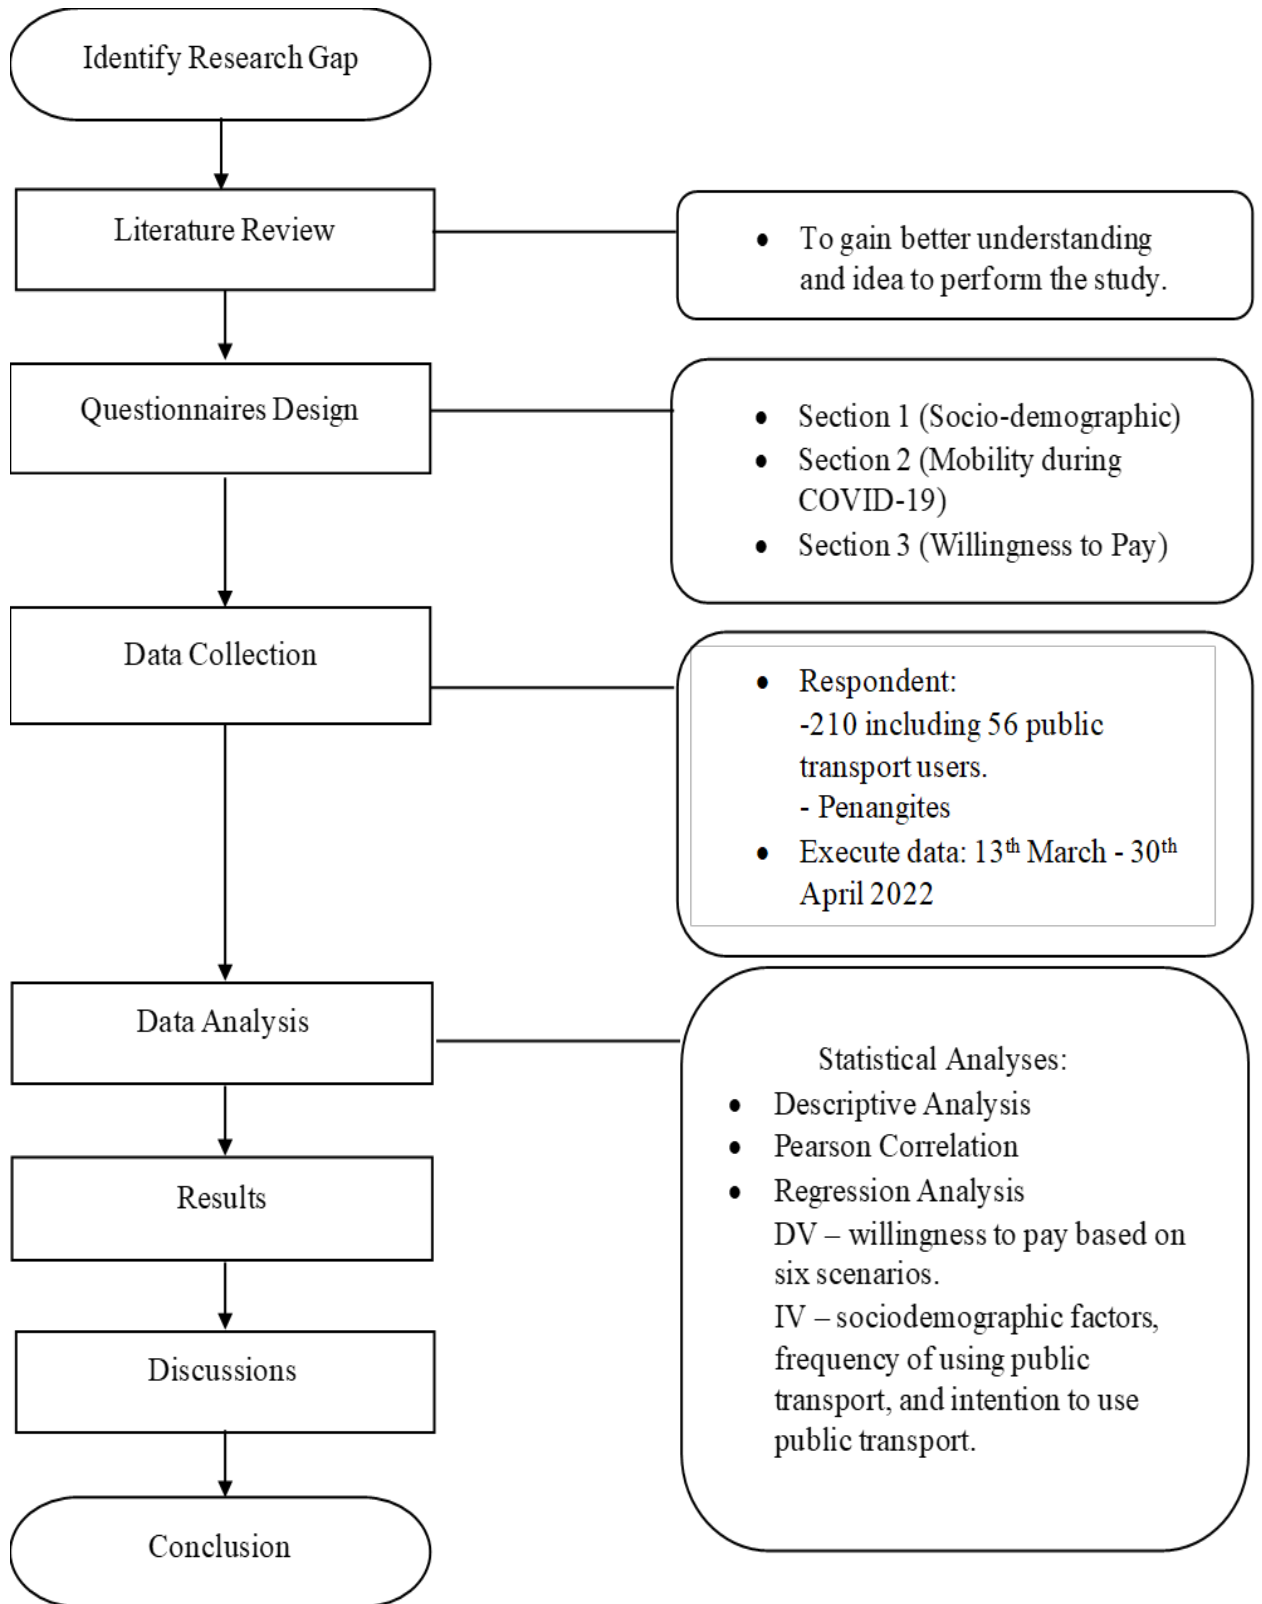 Identify Research Gap
Literature Review
• To gain better understanding
and idea to perform the study.
Questionnaires Design
• Section 1 (Socio-demographic)
• Section 2 (Mobility during
COVID-19)
• Section 3 (Willingness to Pay)
Data Collection
• Respondent:
-210 including 56 public
transport users.
- Penangites
• Execute data: 13th March - 30th
April 2022
Data Analysis
Statistical Analyses:
• Descriptive Analysis
• Pearson Correlation
• Regression Analysis
DV – willingness to pay based on
six scenarios.
IV – sociodemographic factors,
frequency of using public
transport, and intention to use
public transport.
Results
Discussions
Conclusion